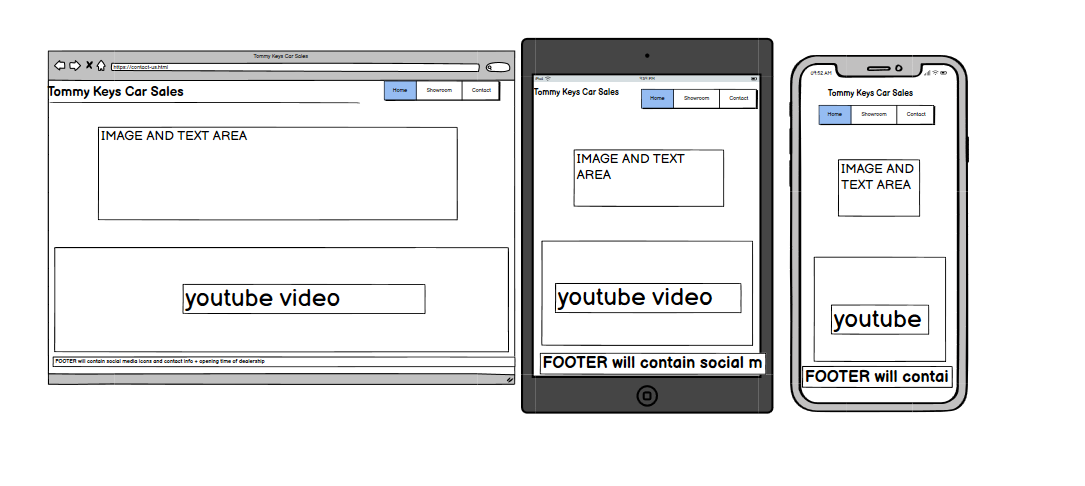 Tommy Keys Car Sales
https://contact-us.html
Tommy Keys Car Sales
Home Showroom Contact
IMAGE AND TEXT AREA
youtube video
FOOTER will contain social media icons and contact info + opening time of dealership
iPad
9:09 PM
Tommy Keys Car Sales
Home Showroom Contact
IMAGE AND TEXT
AREA
youtube video
FOOTER will contain social m
09:52 AM
Tommy Keys Car Sales
Home Showroom Contact
IMAGE AND
TEXT AREA
youtube
FOOTER will contai